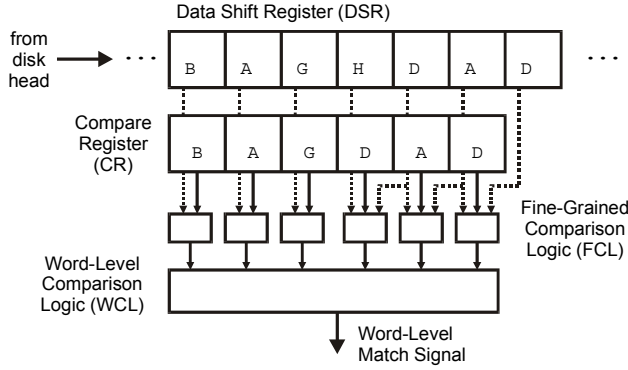 Data Shift Register (DSR)
from
disk
head
. . .
B A G H D A D
. . .
Compare
Register
(CR)
B A G D A D
Fine-Grained
Comparison
Logic (FCL)
Word-Level
Comparison
Logic (WCL)
Word-Level
Match Signal